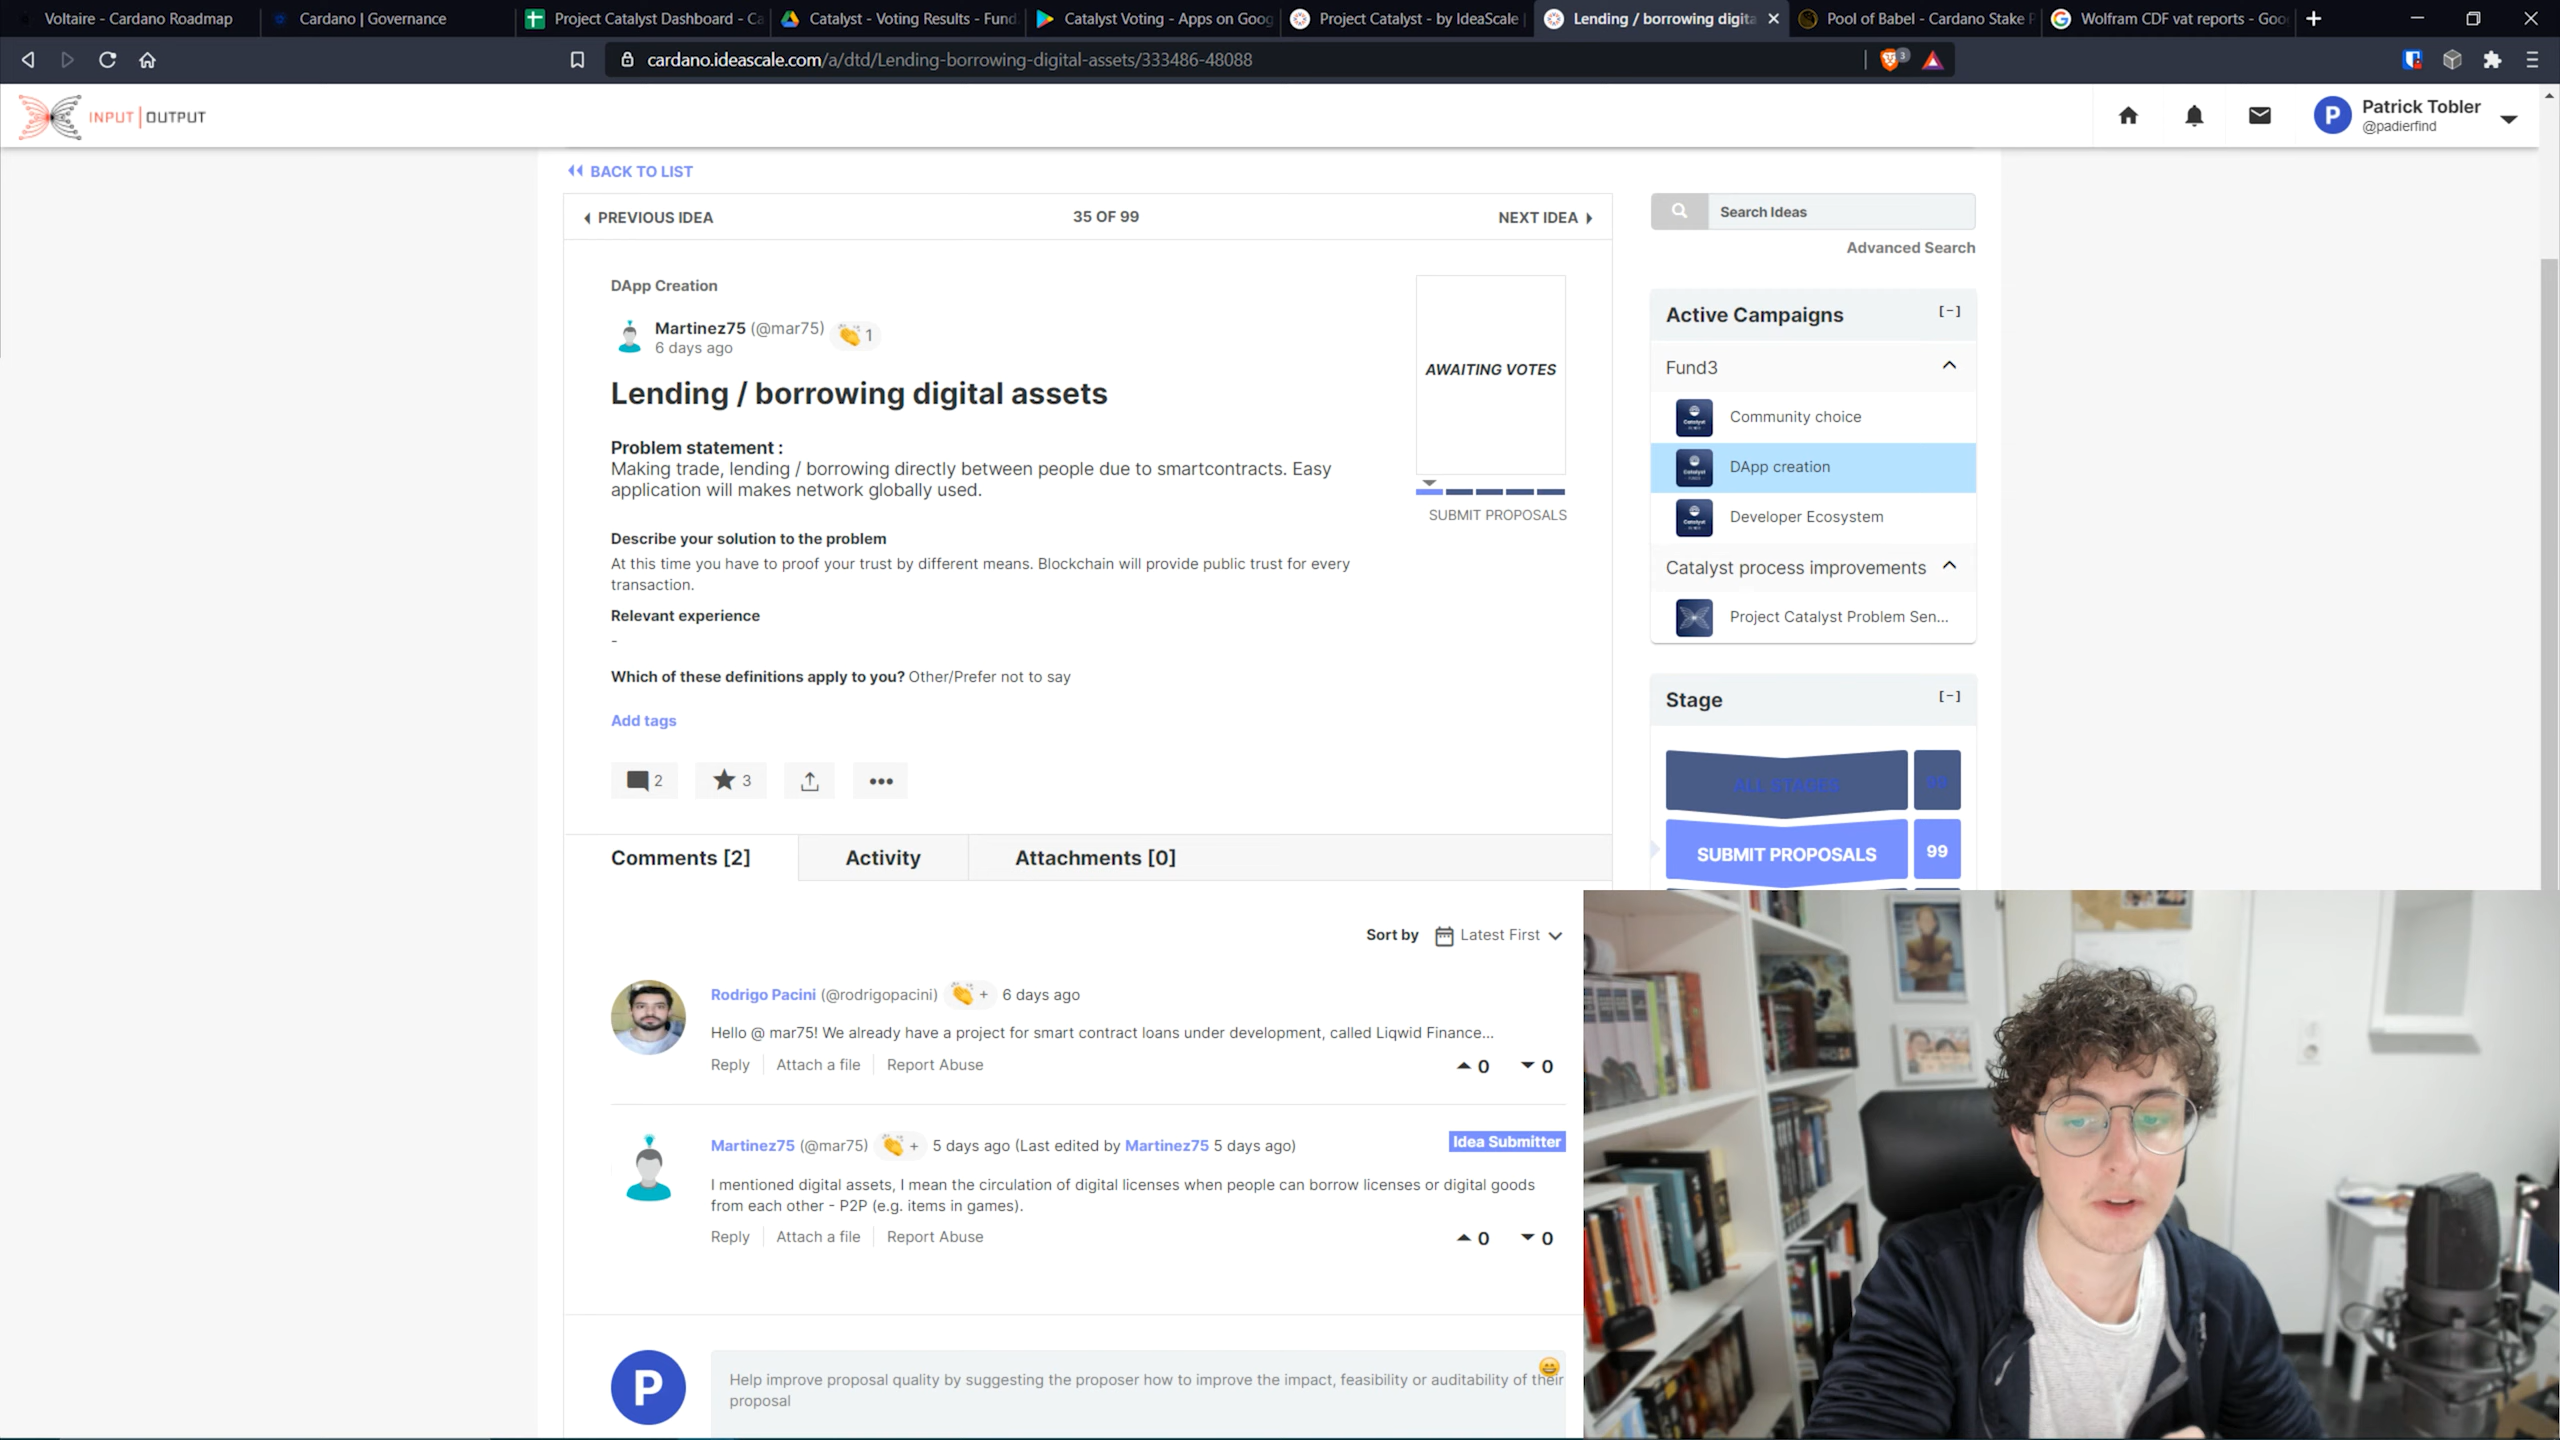 Voltaire - Cardano Roadmap
Cardano | Governance
Project Catalyst Dashboard - Ca
Catalyst - Voting Results - Fund
Catalyst Voting - Apps on Goog
Project Catalyst - by IdeaScale
Lending / borrowing digita
Pool of Babel - Cardano Stake P
Wolfram CDF vat reports - Goo
cardano.ideascale.com/a/dtd/Lending-borrowing-digital-assets/333486-48088
3
INPUT | OUTPUT
P
Patrick Tobler
@padierfind
BACK TO LIST
PREVIOUS IDEA
35 OF 99
NEXT IDEA
Search Ideas
Advanced Search
DApp Creation
Martinez75 (@mar75) 1
6 days ago
AWAITING VOTES
SUBMIT PROPOSALS
Lending / borrowing digital assets
Problem statement :
Making trade, lending / borrowing directly between people due to smartcontracts. Easy
application will makes network globally used.
Describe your solution to the problem
At this time you have to proof your trust by different means. Blockchain will provide public trust for every
transaction.
Relevant experience
-
Which of these definitions apply to you? Other/Prefer not to say
Add tags
2
3
Active Campaigns [-]
Fund3
Community choice
DApp creation
Developer Ecosystem
Catalyst process improvements
Project Catalyst Problem Sen...
Stage [-]
ALL STAGES 99
SUBMIT PROPOSALS 99
Comments [2]
Activity
Attachments [0]
Sort by Latest First
Rodrigo Pacini (@rodrigopacini) + 6 days ago
Hello @ mar75! We already have a project for smart contract loans under development, called Liqwid Finance...
Reply Attach a file Report Abuse
0 0
Martinez75 (@mar75) + 5 days ago (Last edited by Martinez75 5 days ago)
Idea Submitter
I mentioned digital assets, I mean the circulation of digital licenses when people can borrow licenses or digital goods
from each other - P2P (e.g. items in games).
Reply Attach a file Report Abuse
0 0
P
Help improve proposal quality by suggesting the proposer how to improve the impact, feasibility or auditability of their
proposal